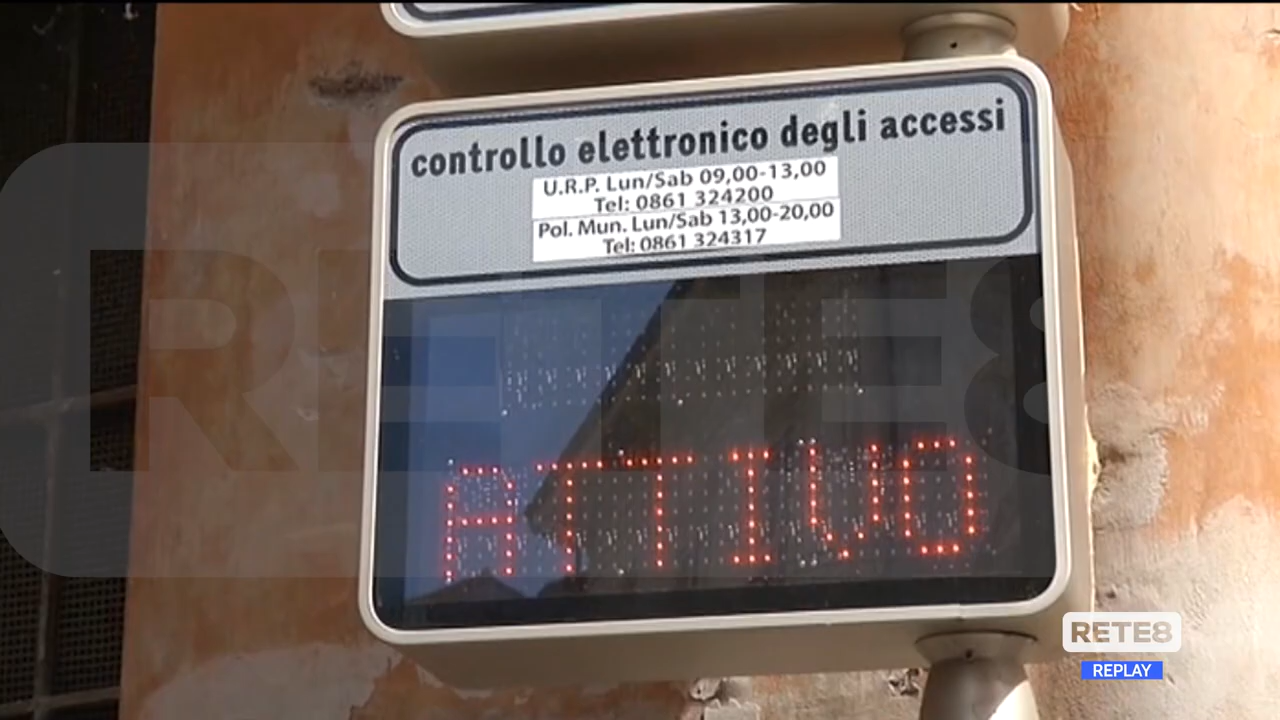 controllo elettronico degli accessi
U.R.P. Lun/Sab 09,00-13,00
Tel: 0861 324200
Pol. Mun. Lun/Sab 13,00-20,00
Tel: 0861 324317
ATTIVO
RETE8
RETE8
REPLAY